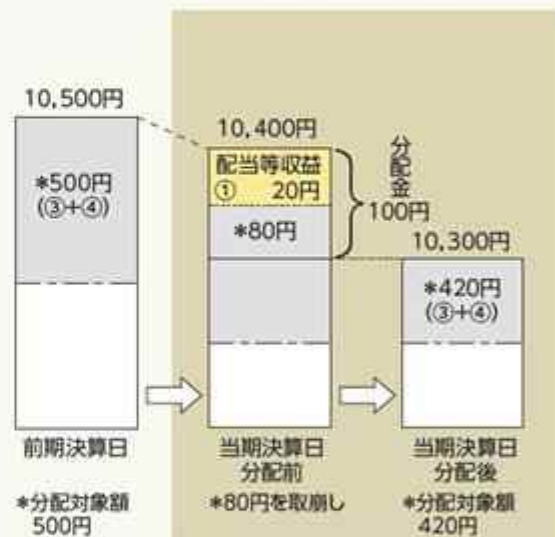 10,500円
*500円
(③+④)
前期決算日
*分配対象額
500円
10,400円
配当等収益
① 20円
*80円
分配金
100円
当期決算日
分配前
*80円を取崩し
10,300円
*420円
(③+④)
当期決算日
分配後
*分配対象額
420円